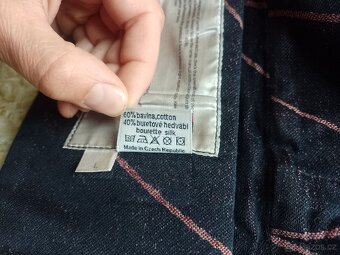 60% bavlna,cotton
40% buretové hedvábí
bourette silk
Made in Czech Republic
L